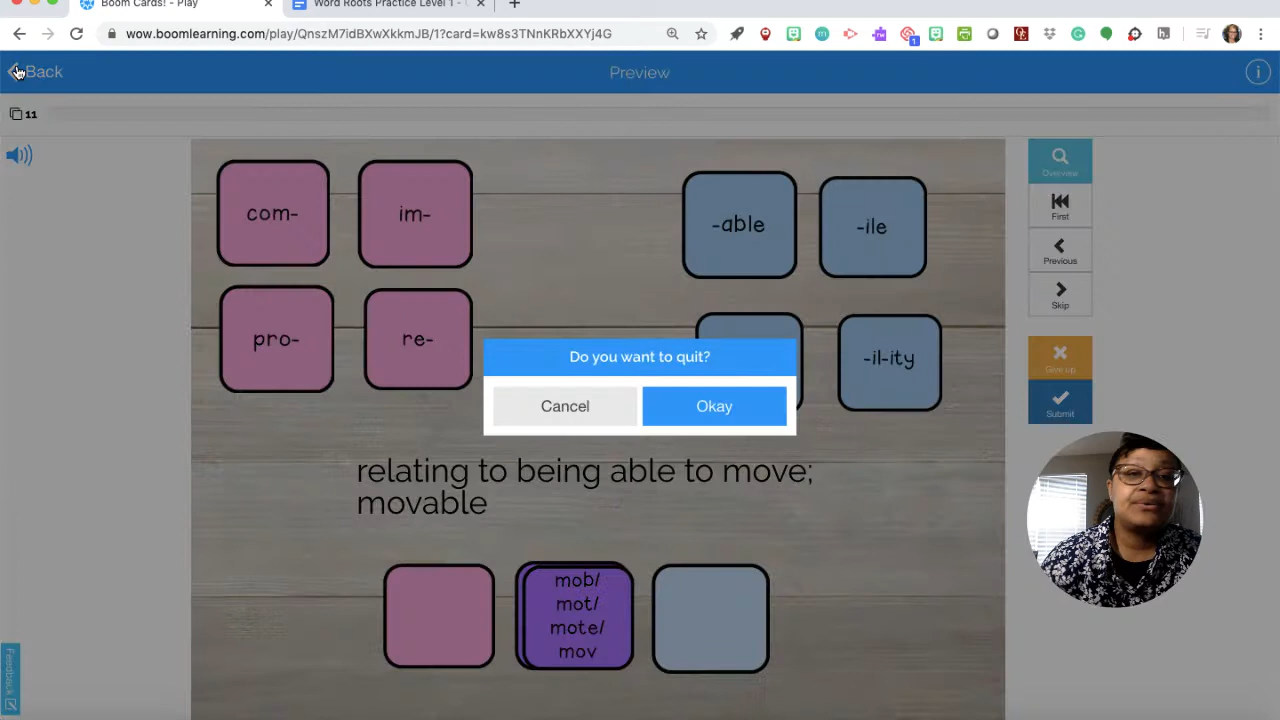 Boom Cards! - Play
Word Roots Practice Level 1 -
wow.boomlearning.com/play/QnszM7idBXwXkkmJB/1?card=kw8s3TNnKRbXXYj4G
1
Back
Preview
11
com-
im-
-able
-ile
Overview
First
pro-
re-
-il-ity
Previous
Skip
Do you want to quit?
Cancel
Okay
Give up
Submit
relating to being able to move;
movable
mob/
mot/
mote/
mov
Feedback